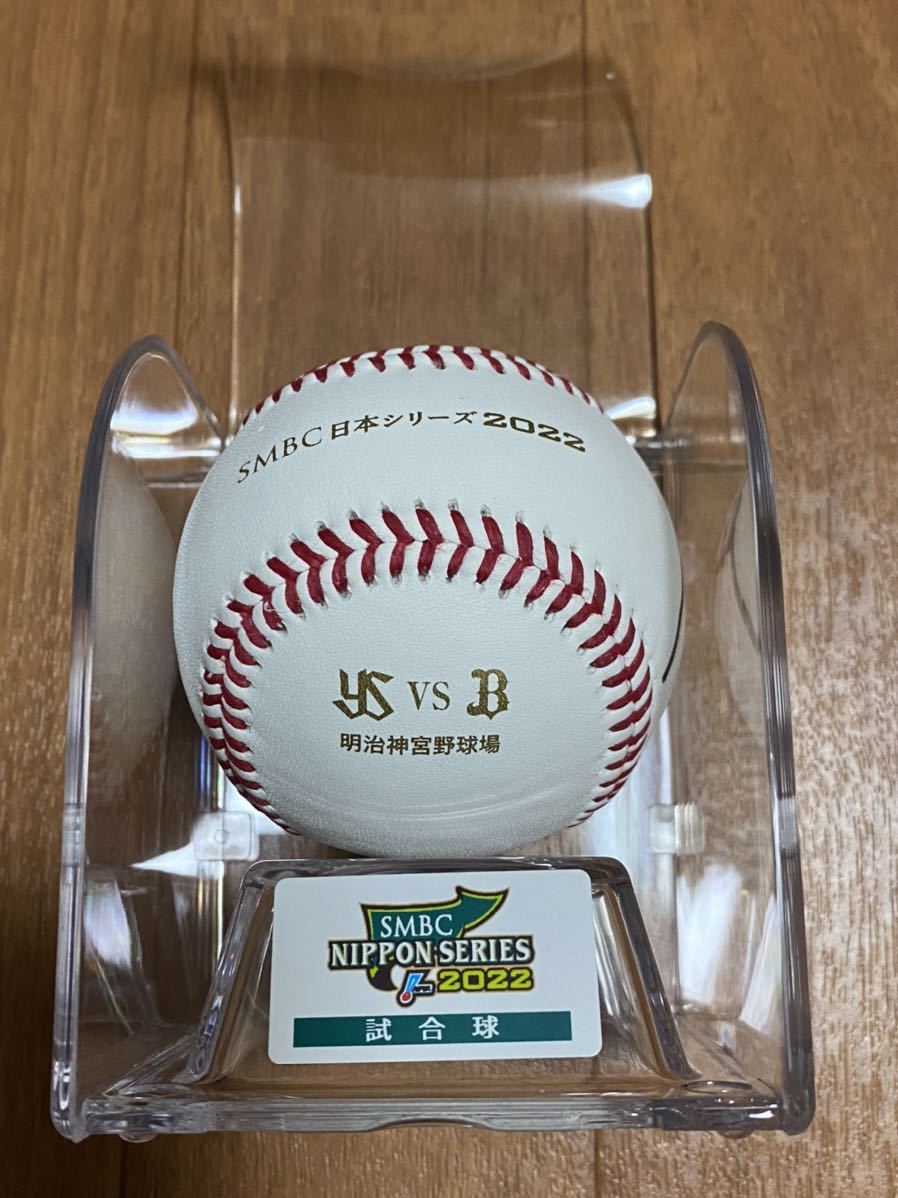 SMBC 日本シリーズ 2022
YS VS B
明治神宮野球場
SMBC
NIPPON SERIES
2022
試合球